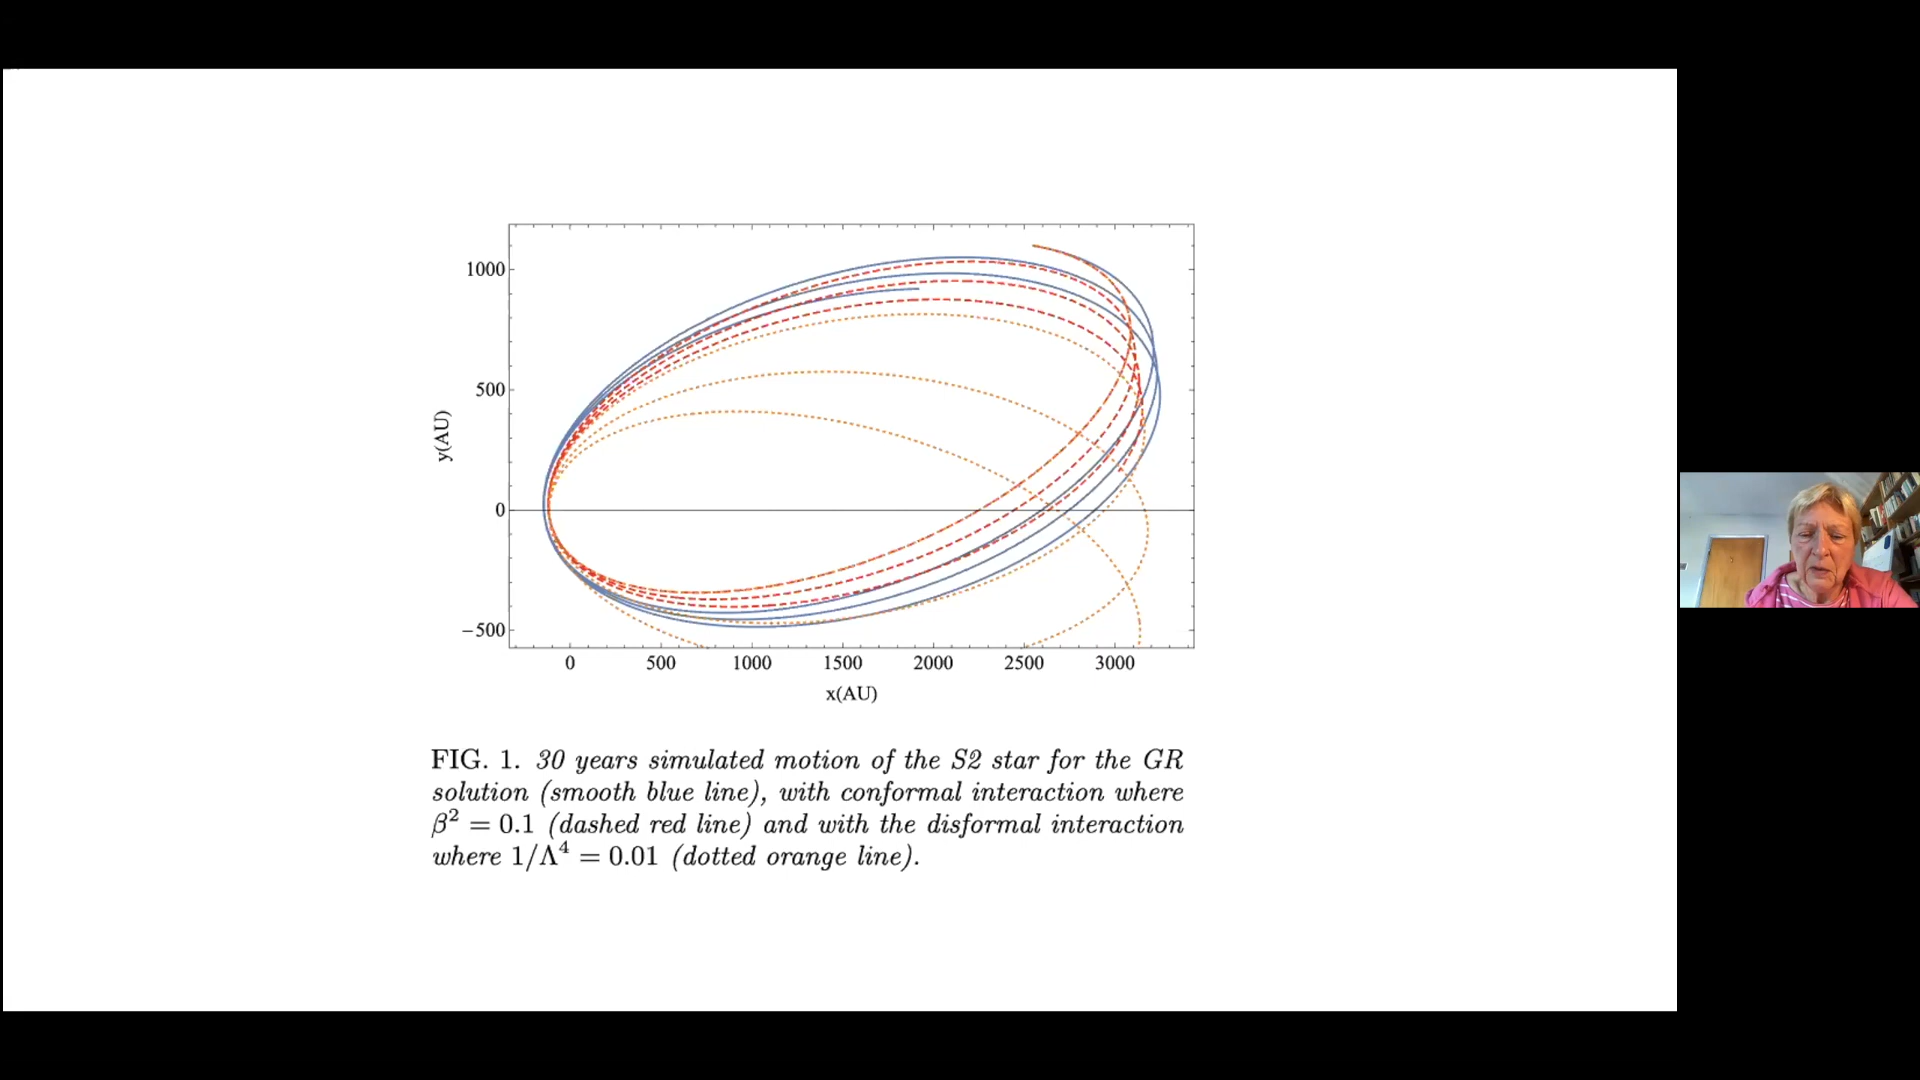 1000
500
0
−500
y(AU)
0 500 1000 1500 2000 2500 3000
x(AU)
FIG. 1. 30 years simulated motion of the S2 star for the GR
solution (smooth blue line), with conformal interaction where
β² = 0.1 (dashed red line) and with the disformal interaction
where 1/Λ⁴ = 0.01 (dotted orange line).